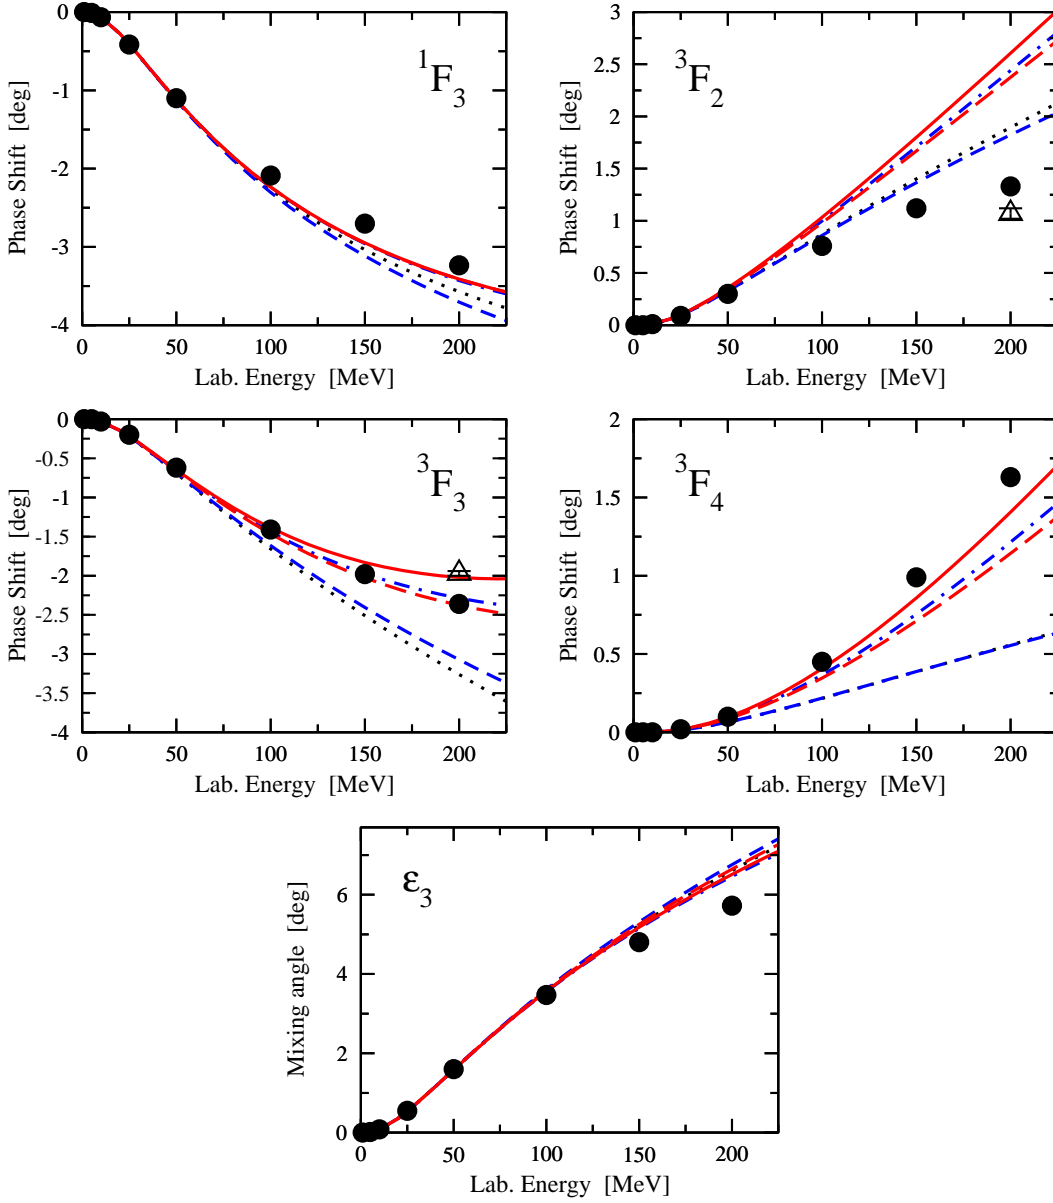 0
-1
-2
-3
-4
Phase Shift [deg]
¹F₃
0 50 100 150 200
Lab. Energy [MeV]
3
2.5
2
1.5
1
0.5
0
Phase Shift [deg]
³F₂
0 50 100 150 200
Lab. Energy [MeV]
0
-0.5
-1
-1.5
-2
-2.5
-3
-3.5
-4
Phase Shift [deg]
³F₃
0 50 100 150 200
Lab. Energy [MeV]
2
1.5
1
0.5
0
Phase Shift [deg]
³F₄
0 50 100 150 200
Lab. Energy [MeV]
6
4
2
0
Mixing angle [deg]
ε₃
0 50 100 150 200
Lab. Energy [MeV]